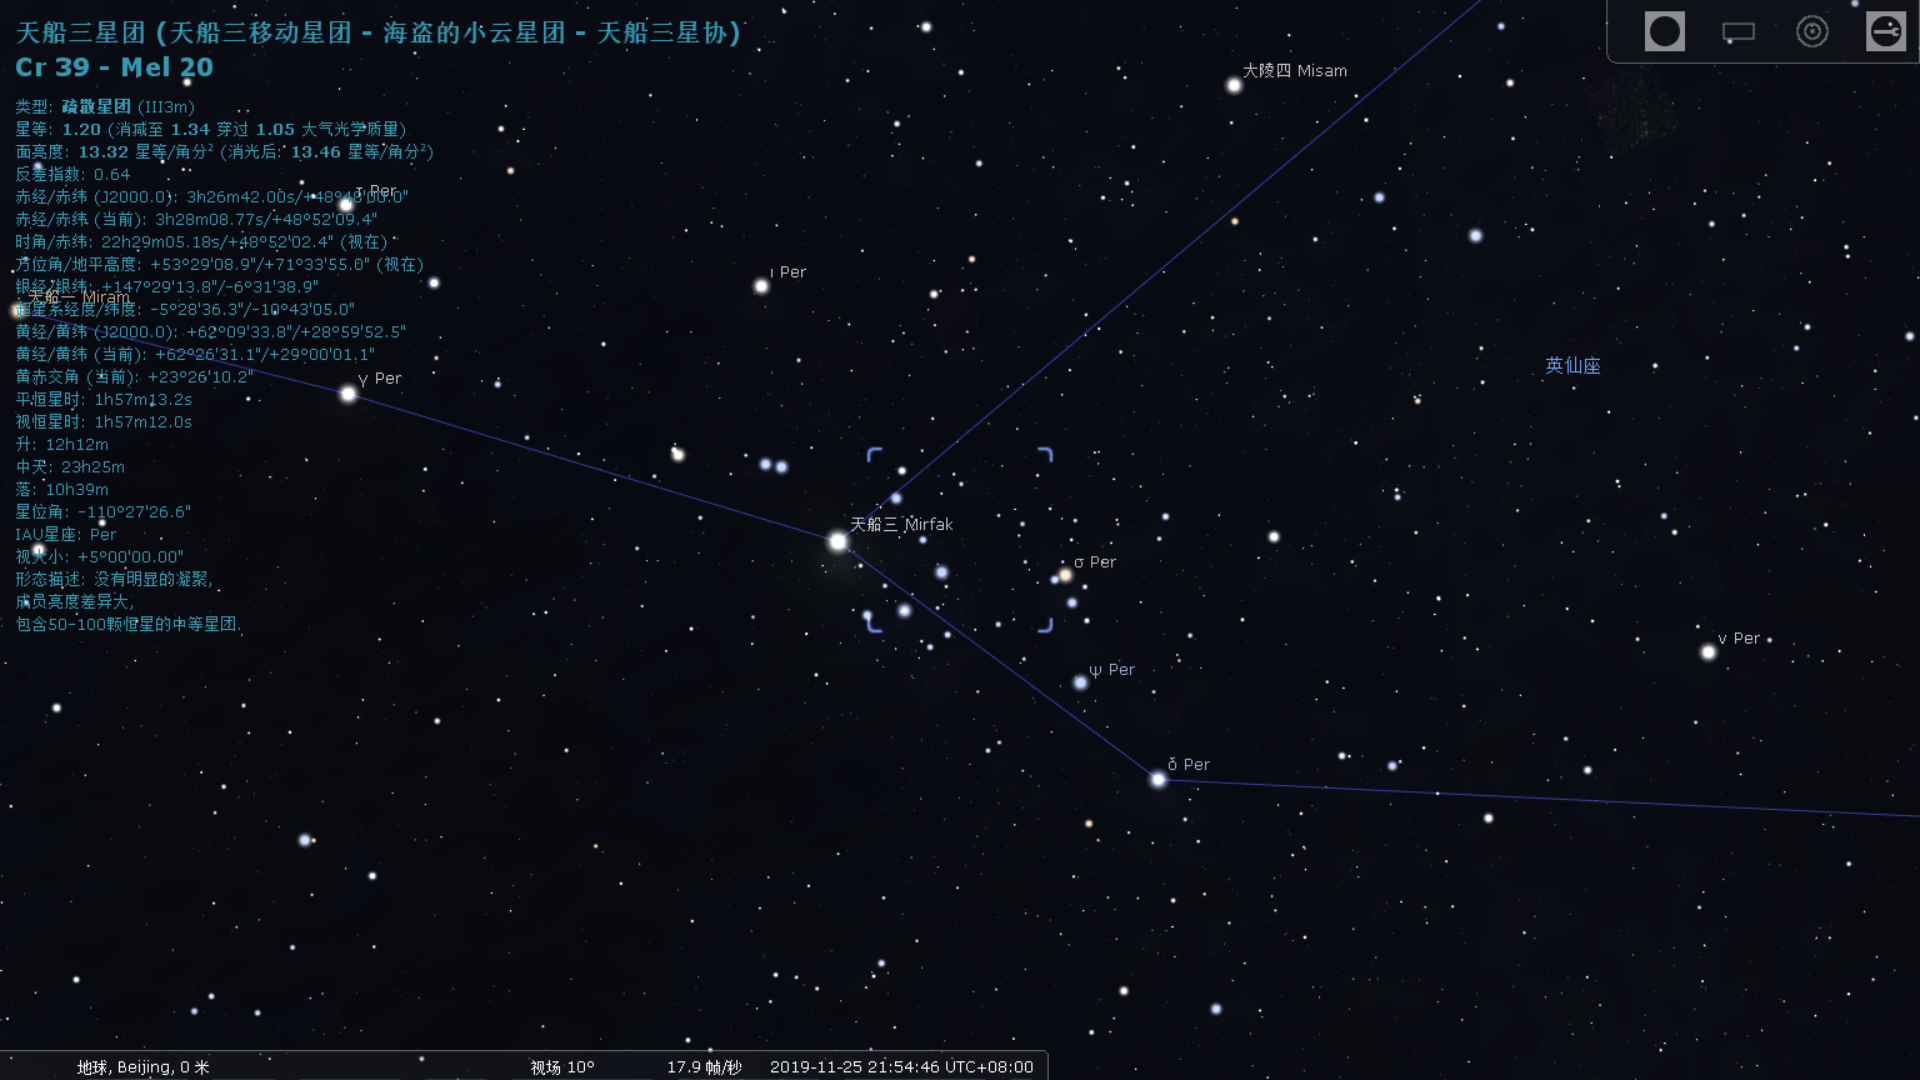 天船三星团 (天船三移动星团 - 海盗的小云星团 - 天船三星协)
Cr 39 - Mel 20
类型: 疏散星团 (III3m)
星等: 1.20 (消减至 1.34 穿过 1.05 大气光学质量)
面亮度: 13.32 星等/角分² (消光后: 13.46 星等/角分²)
反差指数: 0.64
赤经/赤纬 (J2000.0): 3h26m42.00s/+48°48'00.0"
赤经/赤纬 (当前): 3h28m08.77s/+48°52'09.4"
时角/赤纬: 22h29m05.18s/+48°52'02.4" (视在)
方位角/地平高度: +53°29'08.9"/+71°33'55.0" (视在)
银经/银纬: +147°29'13.8"/-6°31'38.9"
超星系经度/纬度: -5°28'36.3"/-10°43'05.0"
黄经/黄纬 (J2000.0): +62°09'33.8"/+28°59'52.5"
黄经/黄纬 (当前): +62°26'31.1"/+29°00'01.1"
黄赤交角 (当前): +23°26'10.2"
平恒星时: 1h57m13.2s
视恒星时: 1h57m12.0s
升: 12h12m
中天: 23h25m
落: 10h39m
星位角: -110°27'26.6"
IAU星座: Per
视大小: +5°00'00.00"
形态描述: 没有明显的凝聚,
成员亮度差异大,
包含50-100颗恒星的中等星团.
大陵四 Misam
τ Per
ι Per
天船一 Miram
γ Per
英仙座
天船三 Mirfak
σ Per
ν Per
ψ Per
δ Per
地球, Beijing, 0 米
视场 10°
17.9 帧/秒
2019-11-25 21:54:46 UTC+08:00